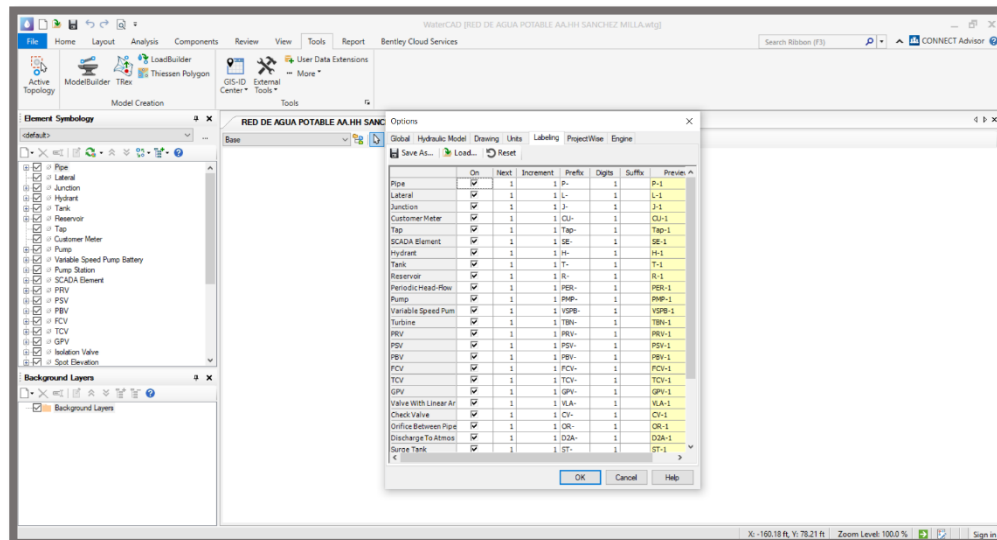 WaterCAD [RED DE AGUA POTABLE AA.HH SANCHEZ MILLA.wtg]
File Home Layout Analysis Components Review View Tools Report Bentley Cloud Services
Search Ribbon (F3)
CONNECT Advisor
Active Topology
ModelBuilder
TRex
LoadBuilder
Thiessen Polygon
Model Creation
GIS-ID Center
External Tools
User Data Extensions
More
Tools
Element Symbology
<default>
Pipe
Lateral
Junction
Hydrant
Tank
Reservoir
Tap
Customer Meter
Pump
Variable Speed Pump Battery
Pump Station
SCADA Element
PRV
PSV
PBV
FCV
TCV
GPV
Isolation Valve
Spot Elevation
Background Layers
Background Layers
RED DE AGUA POTABLE AA.HH SANC
Base
Options
Global Hydraulic Model Drawing Units Labeling ProjectWise Engine
Save As... Load... Reset
On Next Increment Prefix Digits Suffix Preview
Pipe 1 1 P- 1 P-1
Lateral 1 1 L- 1 L-1
Junction 1 1 J- 1 J-1
Customer Meter 1 1 CU- 1 CU-1
Tap 1 1 Tap- 1 Tap-1
SCADA Element 1 1 SE- 1 SE-1
Hydrant 1 1 H- 1 H-1
Tank 1 1 T- 1 T-1
Reservoir 1 1 R- 1 R-1
Periodic Head-Flow 1 1 PER- 1 PER-1
Pump 1 1 PMP- 1 PMP-1
Variable Speed Pum 1 1 VSPB- 1 VSPB-1
Turbine 1 1 TBN- 1 TBN-1
PRV 1 1 PRV- 1 PRV-1
PSV 1 1 PSV- 1 PSV-1
PBV 1 1 PBV- 1 PBV-1
FCV 1 1 FCV- 1 FCV-1
TCV 1 1 TCV- 1 TCV-1
GPV 1 1 GPV- 1 GPV-1
Valve With Linear Ar 1 1 VLA- 1 VLA-1
Check Valve 1 1 CV- 1 CV-1
Orifice Between Pipe 1 1 OR- 1 OR-1
Discharge To Atmos 1 1 D2A- 1 D2A-1
Surge Tank 1 1 ST- 1 ST-1
OK Cancel Help
X: -160.18 ft, Y: 78.21 ft Zoom Level: 100.0 % Sign in